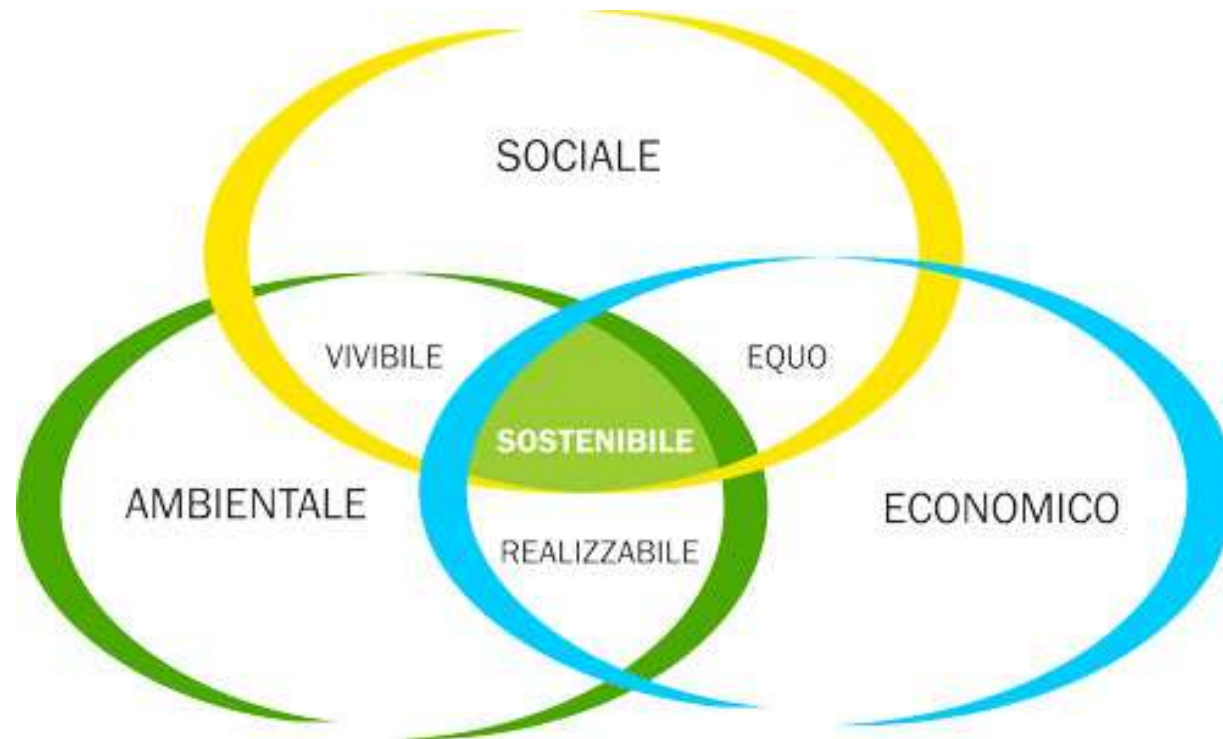 SOCIALE
VIVIBILE
EQUO
SOSTENIBILE
AMBIENTALE
ECONOMICO
REALIZZABILE